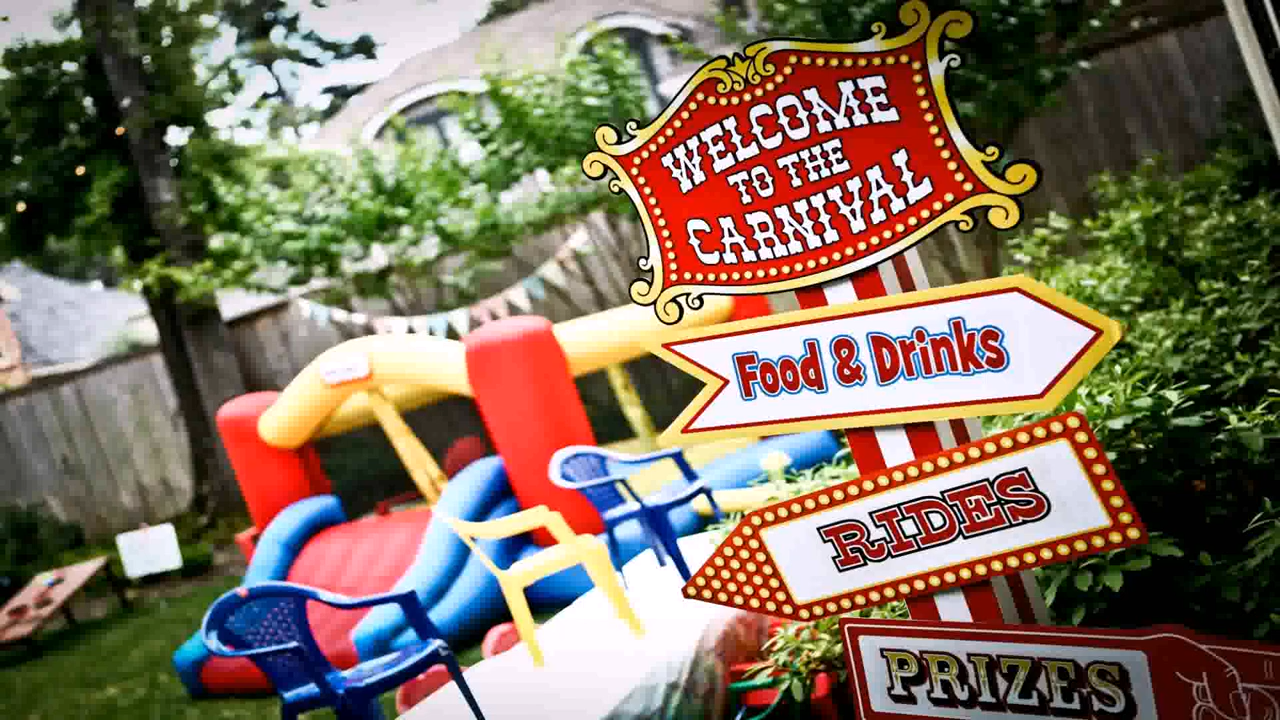 WELCOME
TO THE
CARNIVAL
Food & Drinks
RIDES
PRIZES